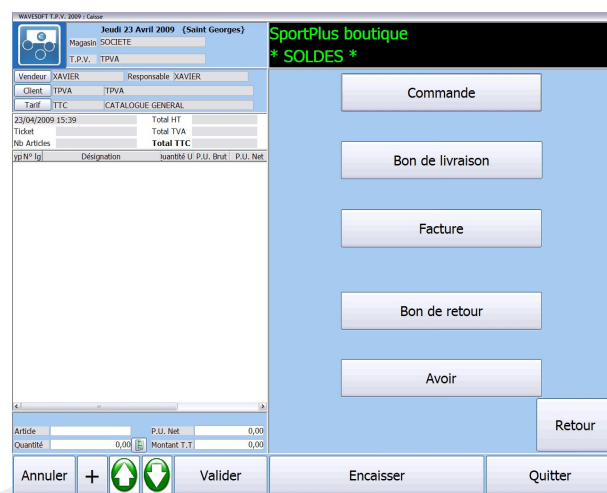 WAVESOFT T.P.V. 2009 : Caisse
Jeudi 23 Avril 2009 {Saint Georges}
Magasin SOCIETE
T.P.V. TPVA
SportPlus boutique
* SOLDES *
Vendeur XAVIER Responsable XAVIER
Client TPVA TPVA
Tarif TTC CATALOGUE GENERAL
23/04/2009 15:39 Total HT
Ticket Total TVA
Nb Articles Total TTC
yp N° lg Désignation )uantité U P.U. Brut P.U. Net
Commande
Bon de livraison
Facture
Bon de retour
Avoir
Retour
Article P.U. Net 0,00
Quantité 0,00 Montant T.T 0,00
Annuler + Valider Encaisser Quitter